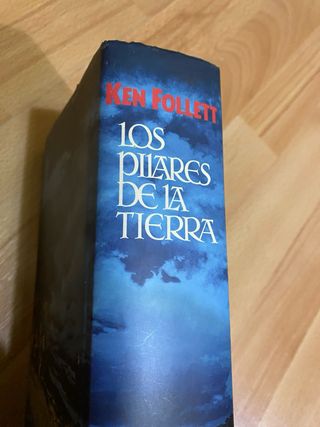 KEN FOLLETT
LOS
PILARES
DE LA
TIERRA